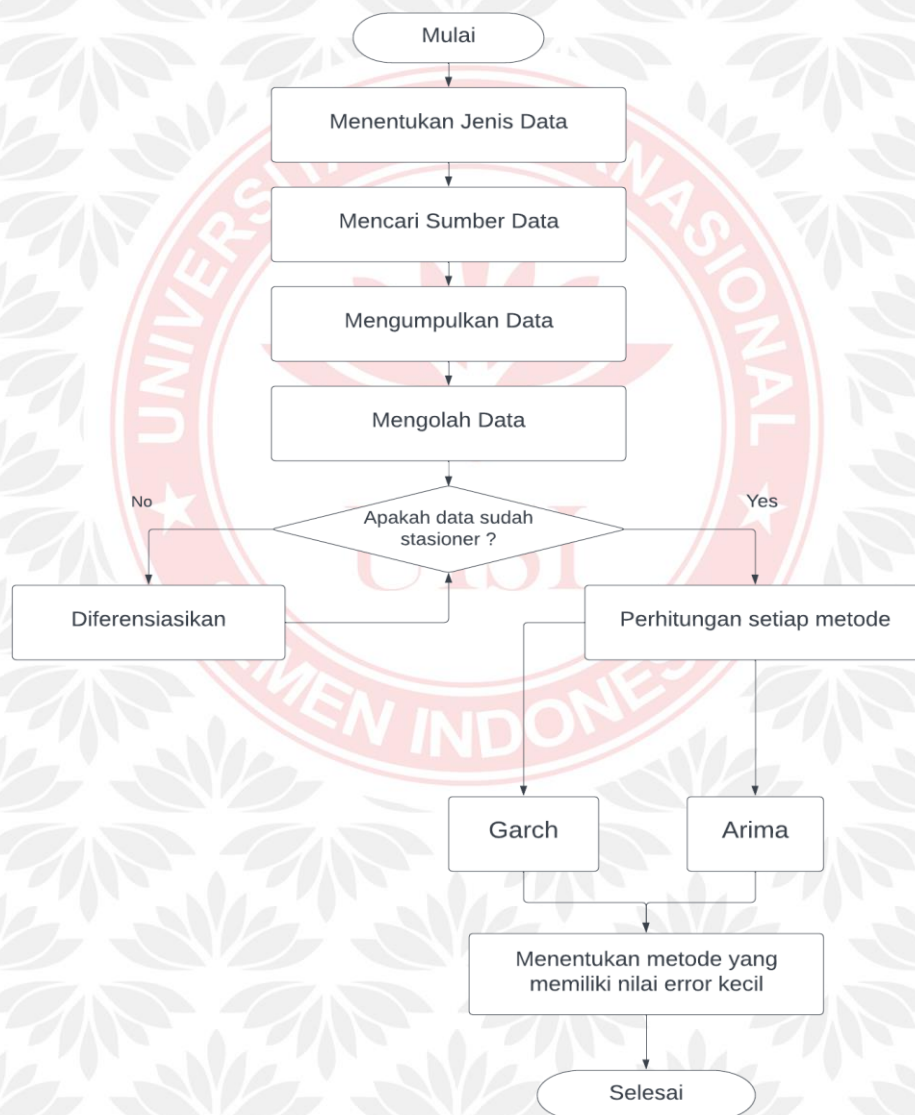 Mulai
Menentukan Jenis Data
Mencari Sumber Data
Mengumpulkan Data
Mengolah Data
No
Apakah data sudah
stasioner ?
Yes
Diferensiasikan
Perhitungan setiap metode
Garch
Arima
Menentukan metode yang
memiliki nilai error kecil
Selesai
UISI